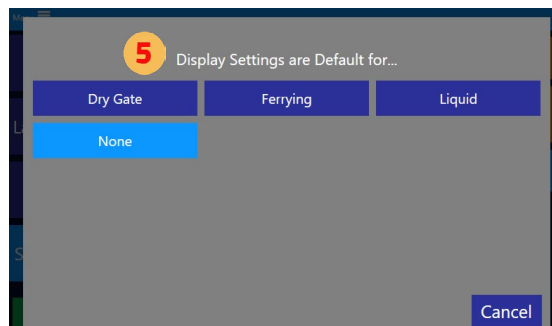 5 Display Settings are Default for...
Dry Gate Ferrying Liquid
None
Cancel